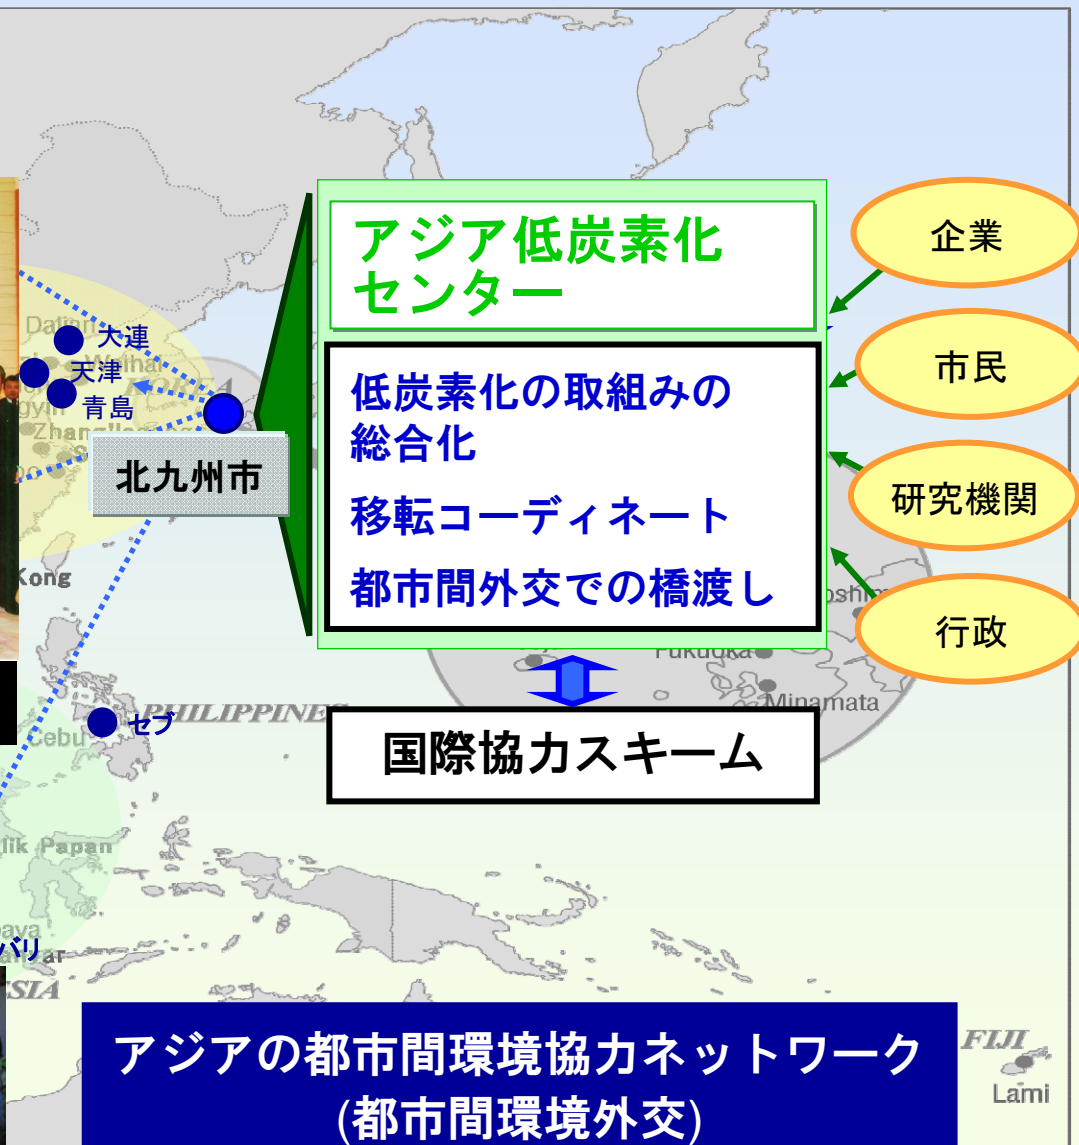 アジア低炭素化
センター
低炭素化の取組みの
総合化
移転コーディネート
都市間外交での橋渡し
企業
市民
研究機関
行政
国際協力スキーム
北九州市
大連
天津
青島
Kong
PHILIPPINES
セブ
Cebu
lik Papan
バリ
SIA
Fukuoka
Minamata
FIJI
Lami
アジアの都市間環境協力ネットワーク
(都市間環境外交)